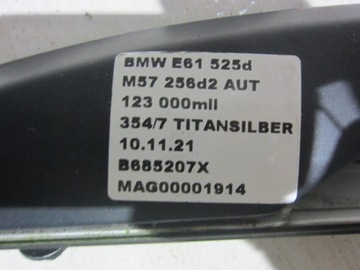 BMW E61 525d
M57 256d2 AUT
123 000mil
354/7 TITANSILBER
10.11.21
B685207X
MAG00001914